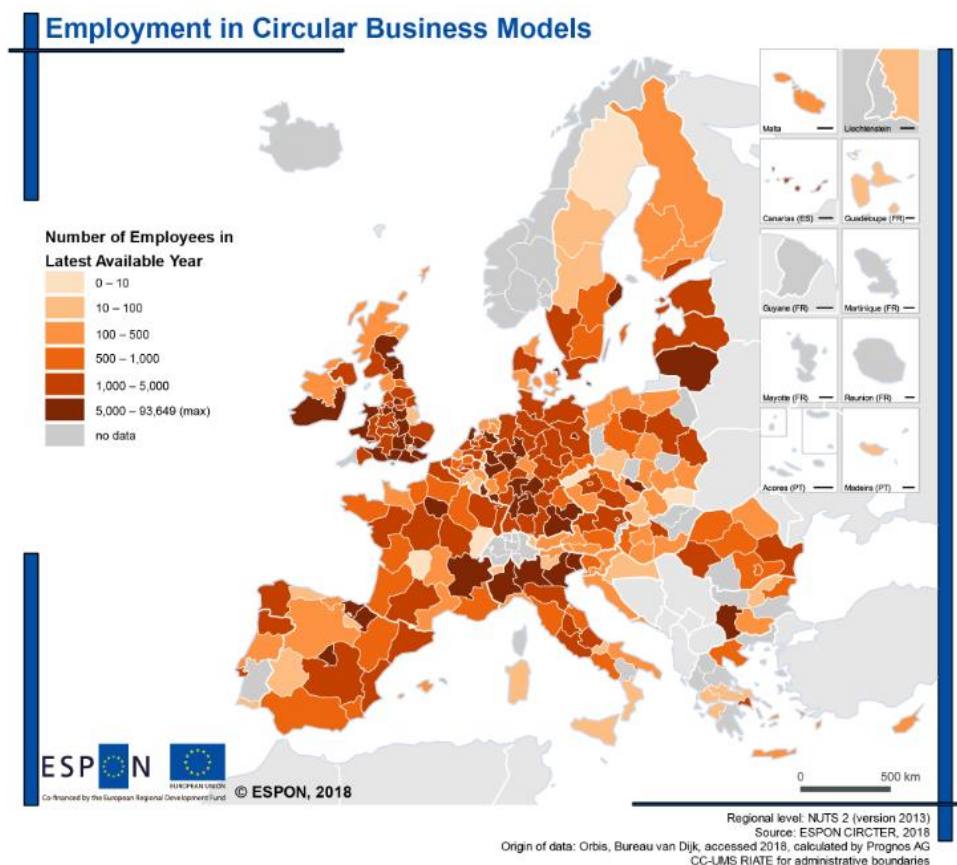 Employment in Circular Business Models
Malta
Liechtenstein
Canarias (ES)
Guadeloupe (FR)
Guyane (FR)
Martinique (FR)
Mayotte (FR)
Reunion (FR)
Acores (PT)
Madeira (PT)
Number of Employees in
Latest Available Year
0 – 10
10 – 100
100 – 500
500 – 1,000
1,000 – 5,000
5,000 – 93,649 (max)
no data
ESPON
EUROPEAN UNION
Co-financed by the European Regional Development Fund
© ESPON, 2018
0 500 km
Regional level: NUTS 2 (version 2013)
Source: ESPON CIRCTER, 2018
Origin of data: Orbis, Bureau van Dijk, accessed 2018, calculated by Prognos AG
CC-UMS RIATE for administrative boundaries